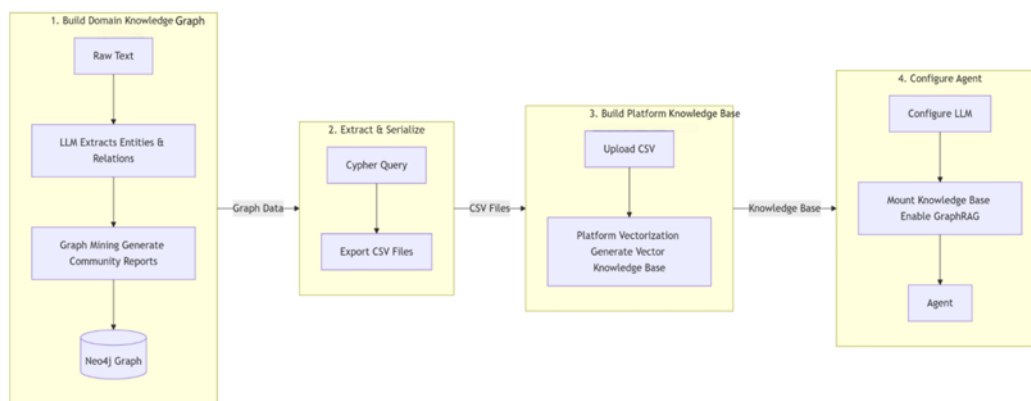 1. Build Domain Knowledge Graph
Raw Text
LLM Extracts Entities &
Relations
Graph Mining Generate
Community Reports
Neo4j Graph
Graph Data
2. Extract & Serialize
Cypher Query
Export CSV Files
CSV Files
3. Build Platform Knowledge Base
Upload CSV
Platform Vectorization
Generate Vector
Knowledge Base
Knowledge Base
4. Configure Agent
Configure LLM
Mount Knowledge Base
Enable GraphRAG
Agent